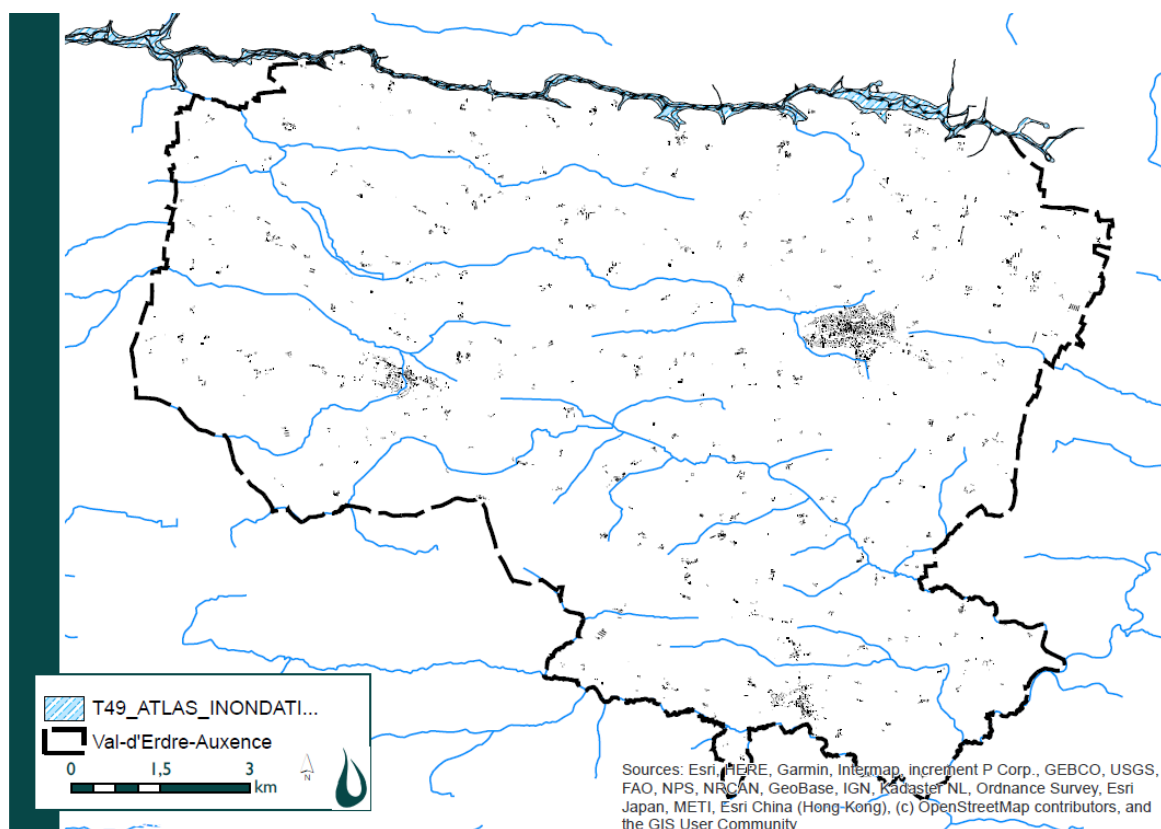 T49_ATLAS_INONDATI...
Val-d'Erdre-Auxence
0 1,5 3
km
N
Sources: Esri, HERE, Garmin, Intermap, increment P Corp., GEBCO, USGS,
FAO, NPS, NRCAN, GeoBase, IGN, Kadaster NL, Ordnance Survey, Esri
Japan, METI, Esri China (Hong-Kong), (c) OpenStreetMap contributors, and
the GIS User Community